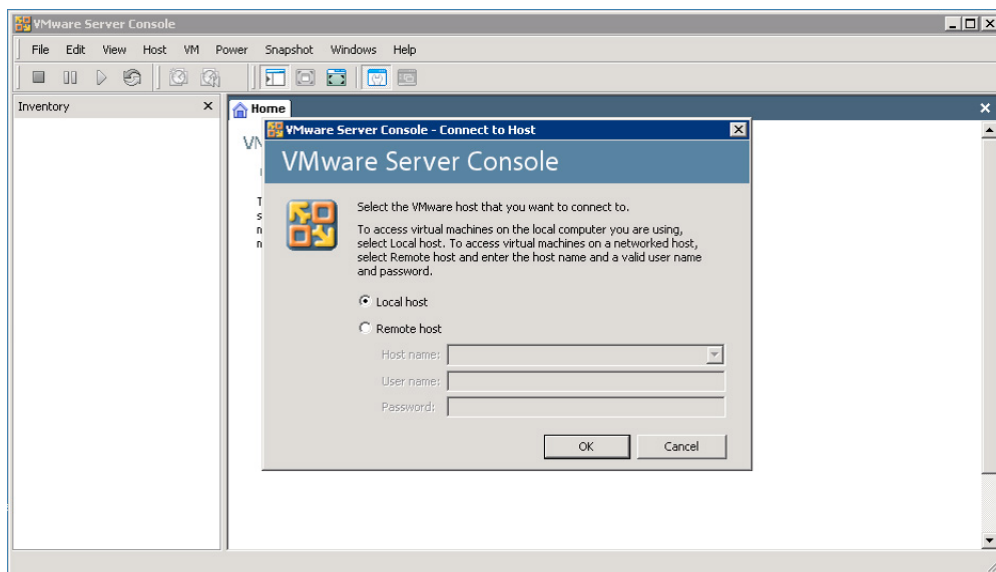 VMware Server Console
File Edit View Host VM Power Snapshot Windows Help
Inventory
Home
VMware Server Console - Connect to Host
VMware Server Console
Select the VMware host that you want to connect to.
To access virtual machines on the local computer you are using,
select Local host. To access virtual machines on a networked host,
select Remote host and enter the host name and a valid user name
and password.
Local host
Remote host
Host name:
User name:
Password:
OK Cancel